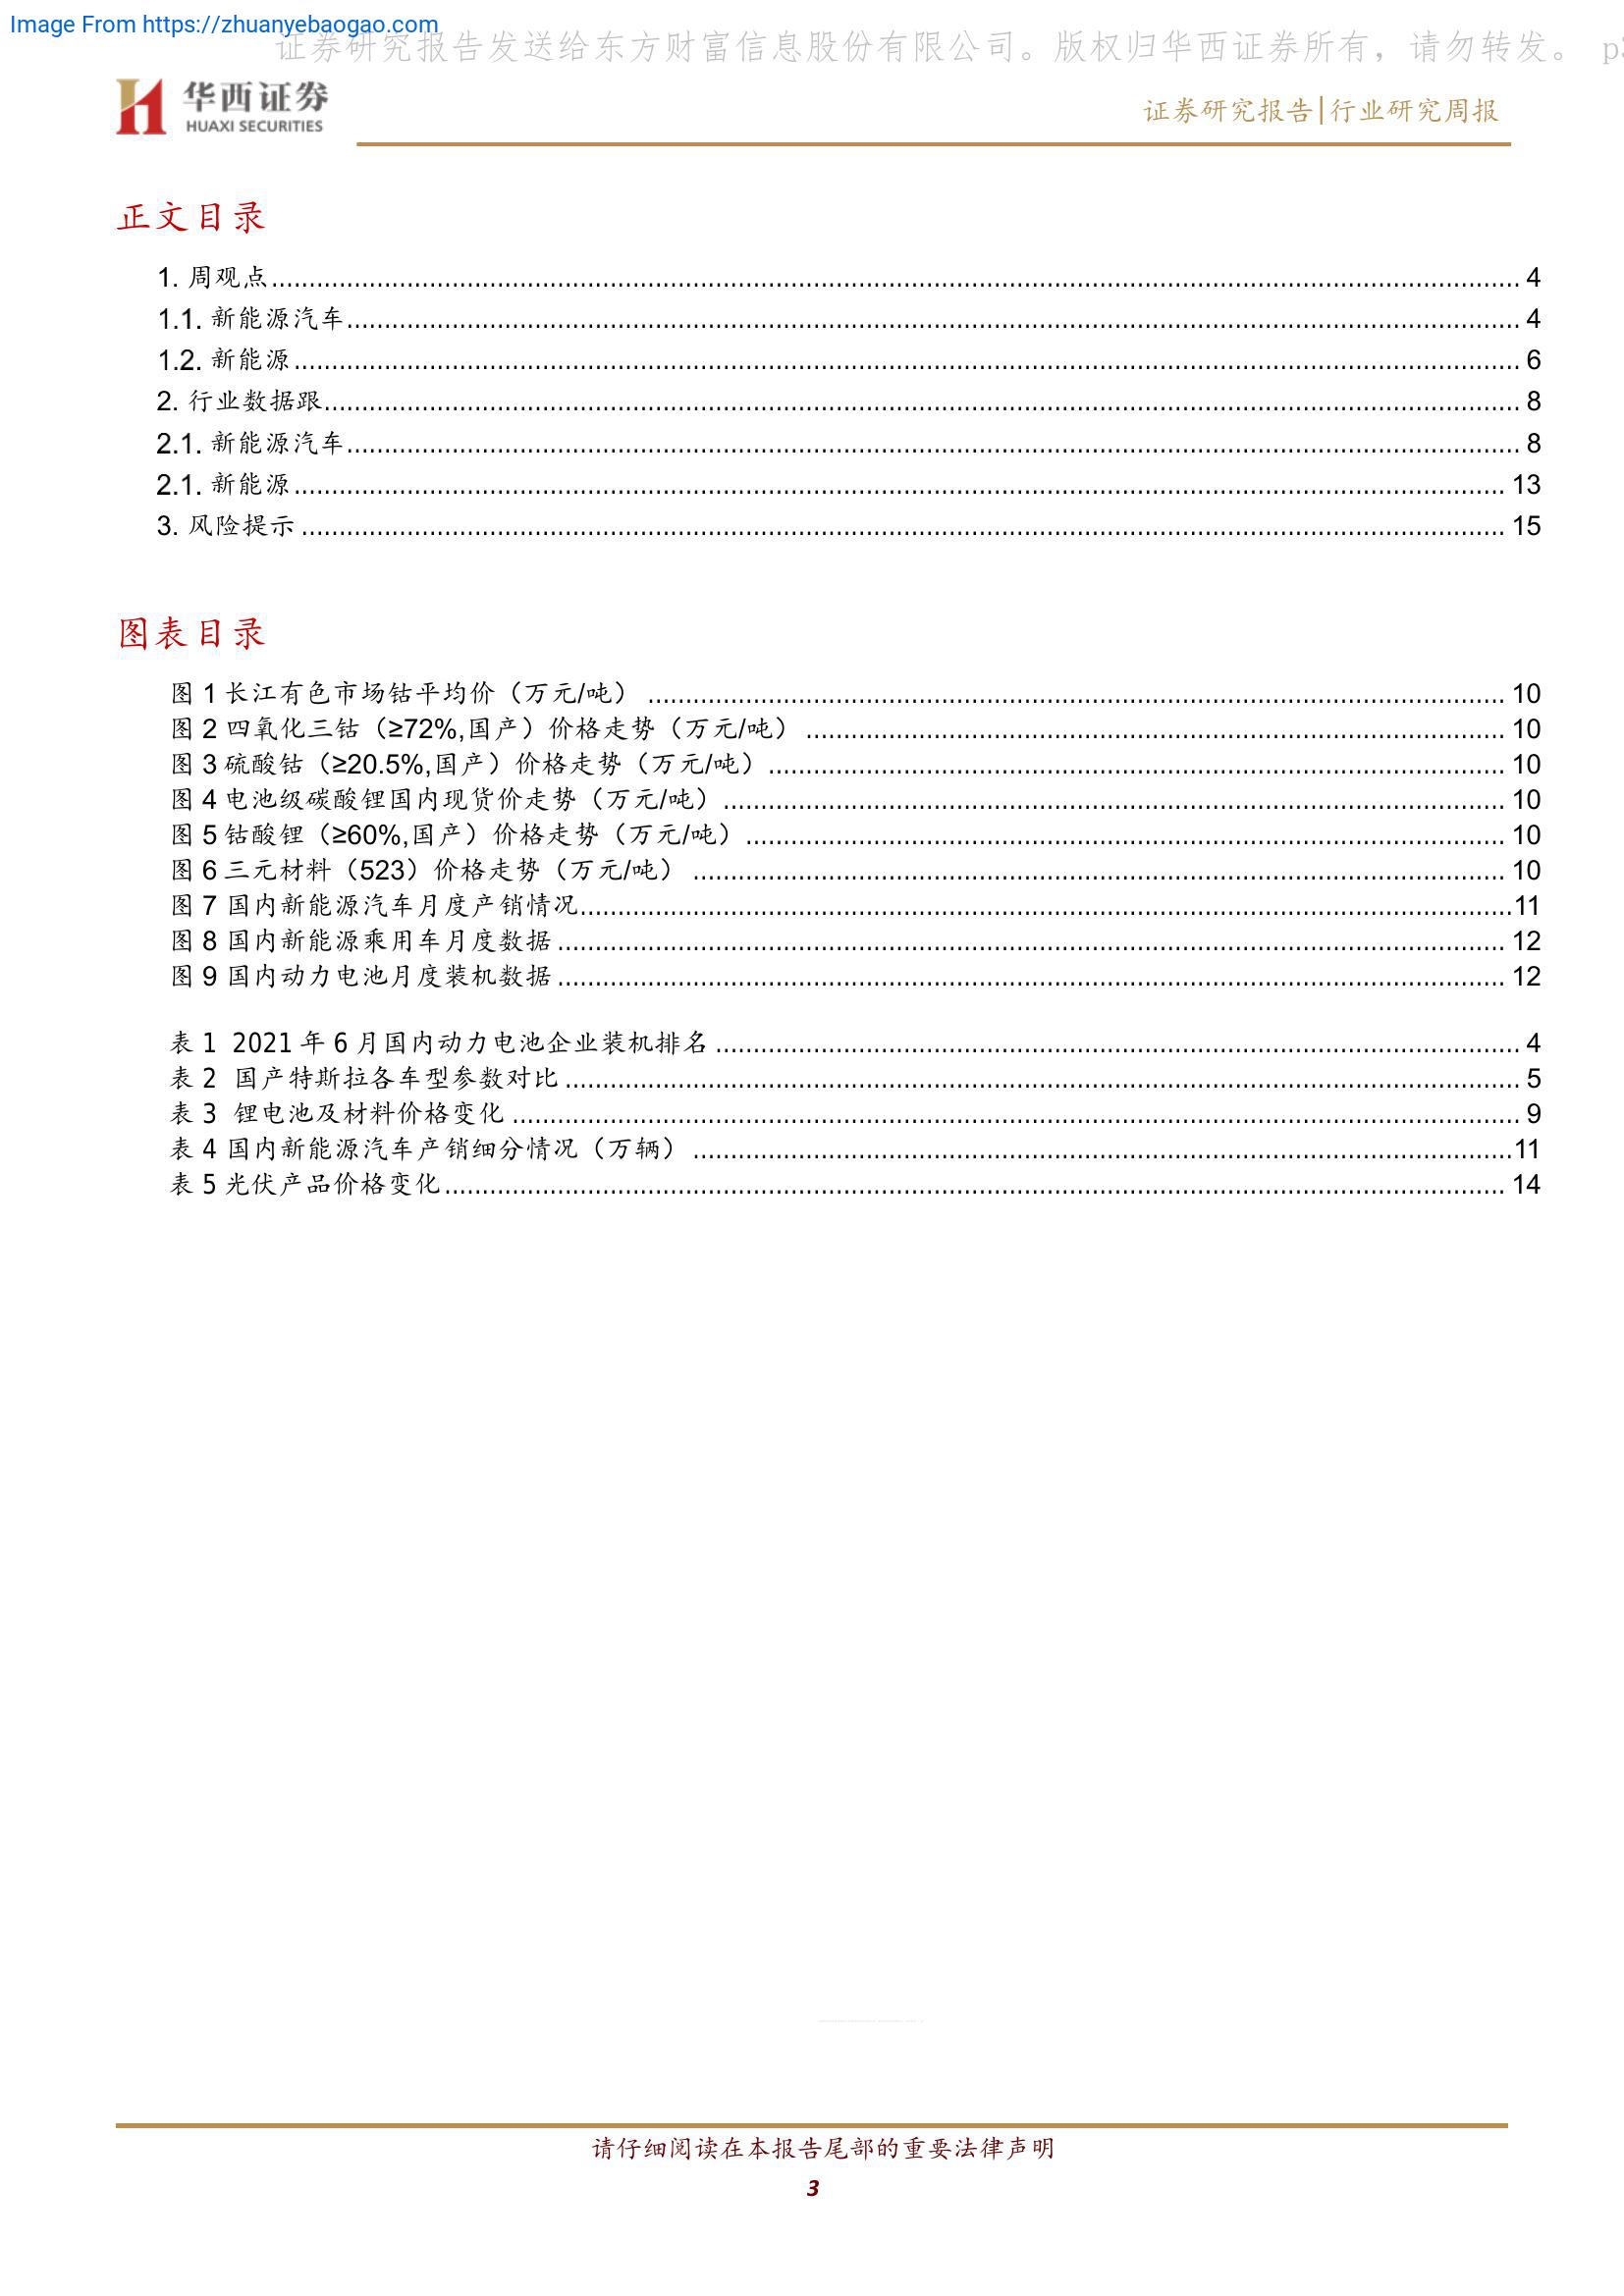 Image From https://zhuanyebaogao.com
证券研究报告发送给东方财富信息股份有限公司。版权归华西证券所有，请勿转发。 p3
华西证券
HUAXI SECURITIES
证券研究报告|行业研究周报
正文目录
1. 周观点 4
1.1. 新能源汽车 4
1.2. 新能源 6
2. 行业数据跟 8
2.1. 新能源汽车 8
2.1. 新能源 13
3. 风险提示 15
图表目录
图 1 长江有色市场钴平均价（万元/吨） 10
图 2 四氧化三钴（≥72%,国产）价格走势（万元/吨） 10
图 3 硫酸钴（≥20.5%,国产）价格走势（万元/吨） 10
图 4 电池级碳酸锂国内现货价走势（万元/吨） 10
图 5 钴酸锂（≥60%,国产）价格走势（万元/吨） 10
图 6 三元材料（523）价格走势（万元/吨） 10
图 7 国内新能源汽车月度产销情况 11
图 8 国内新能源乘用车月度数据 12
图 9 国内动力电池月度装机数据 12
表 1 2021 年 6 月国内动力电池企业装机排名 4
表 2 国产特斯拉各车型参数对比 5
表 3 锂电池及材料价格变化 9
表 4 国内新能源汽车产销细分情况（万辆） 11
表 5 光伏产品价格变化 14
请仔细阅读在本报告尾部的重要法律声明
3